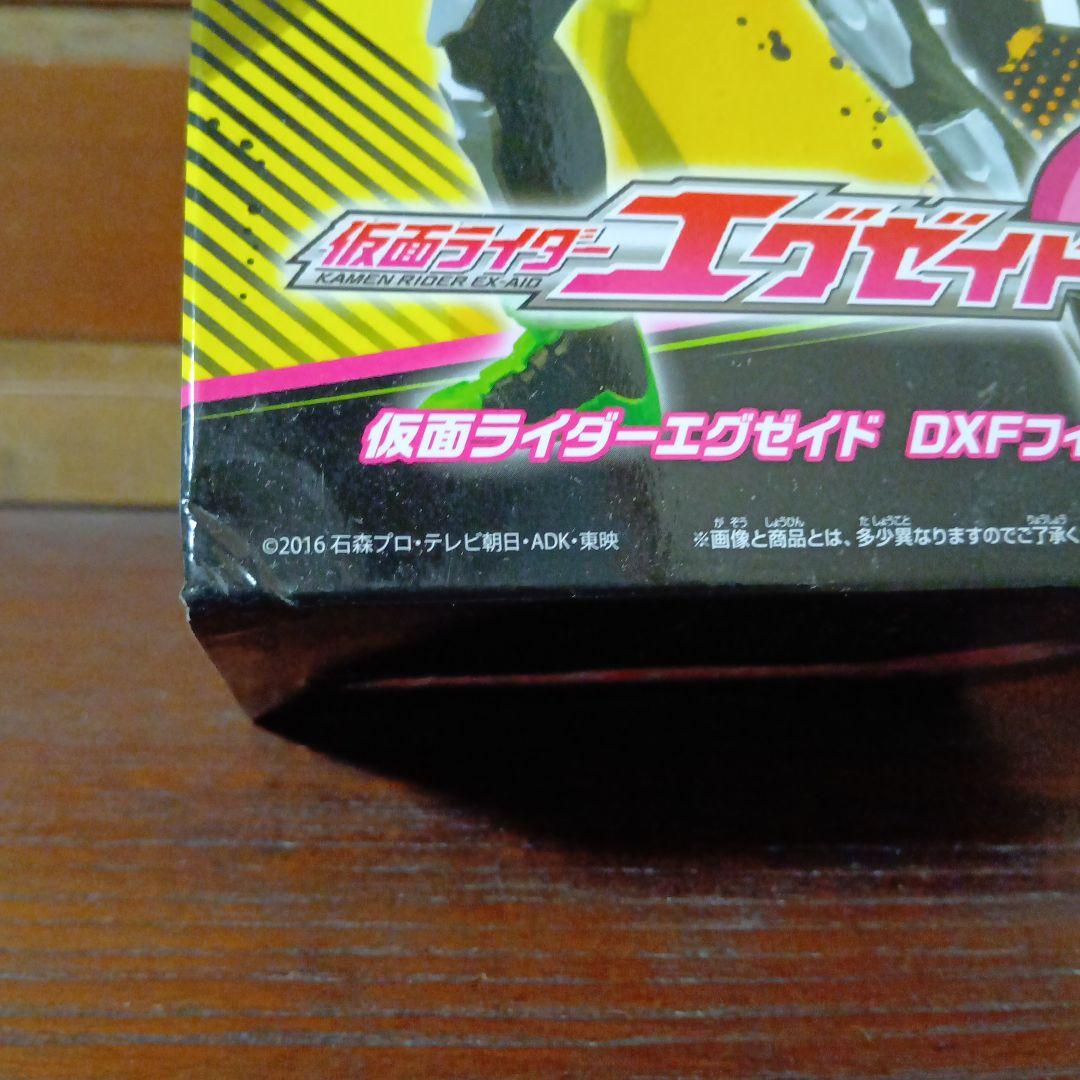 仮面ライダー エグゼイド
KAMEN RIDER EX-AID
仮面ライダーエグゼイド DXFフィ
©2016 石森プロ・テレビ朝日・ADK・東映
※画像と商品とは、多少異なりますのでご了承く